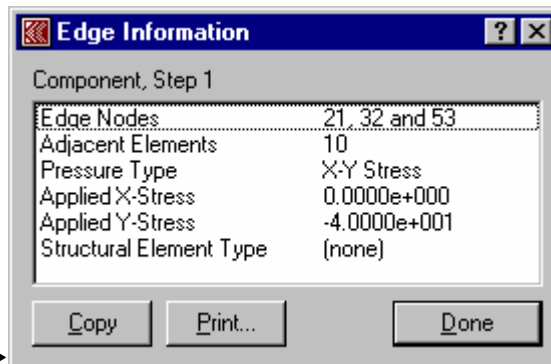 Edge Information
Component, Step 1
Edge Nodes 21, 32 and 53
Adjacent Elements 10
Pressure Type X-Y Stress
Applied X-Stress 0.0000e+000
Applied Y-Stress -4.0000e+001
Structural Element Type (none)
Copy Print... Done